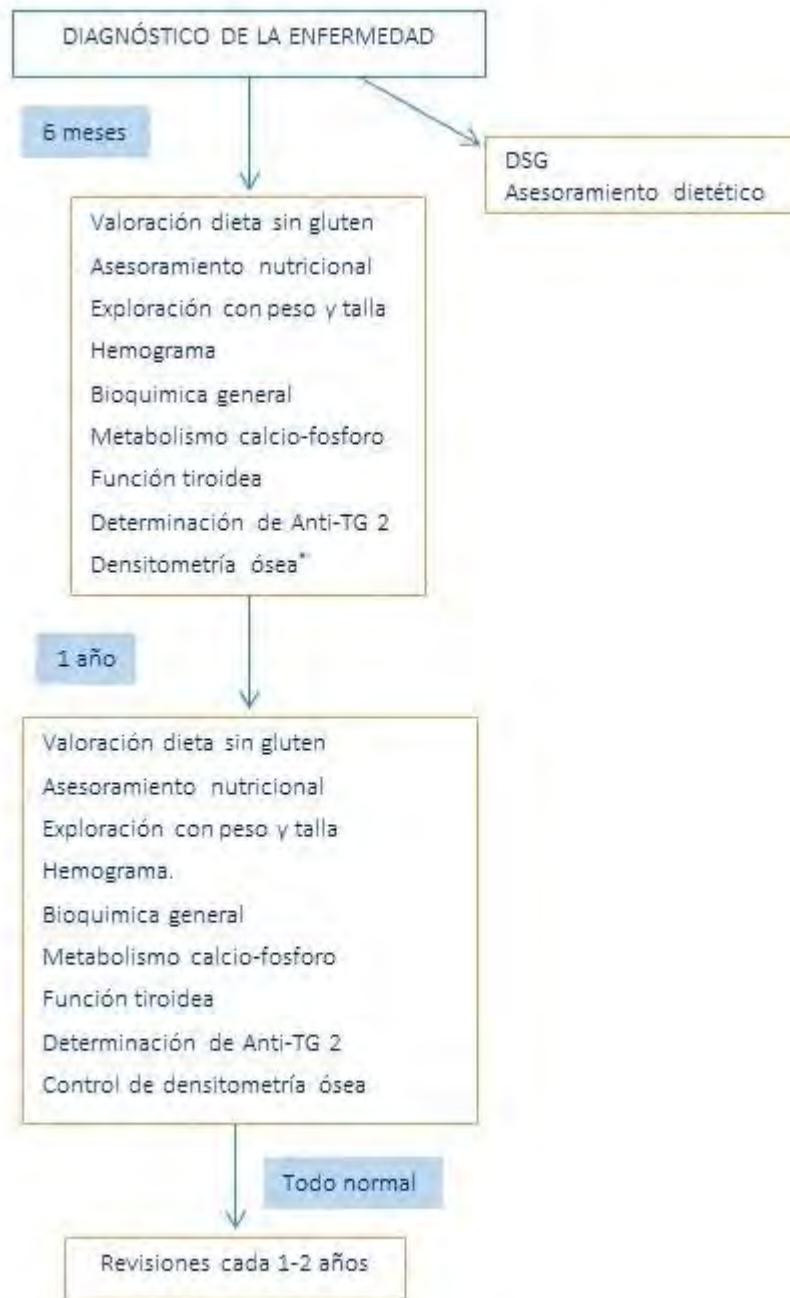 DIAGNÓSTICO DE LA ENFERMEDAD
6 meses
DSG
Asesoramiento dietético
Valoración dieta sin gluten
Asesoramiento nutricional
Exploración con peso y talla
Hemograma
Bioquimica general
Metabolismo calcio-fosforo
Función tiroidea
Determinación de Anti-TG 2
Densitometría ósea*
1 año
Valoración dieta sin gluten
Asesoramiento nutricional
Exploración con peso y talla
Hemograma.
Bioquimica general
Metabolismo calcio-fosforo
Función tiroidea
Determinación de Anti-TG 2
Control de densitometría ósea
Todo normal
Revisiones cada 1-2 años